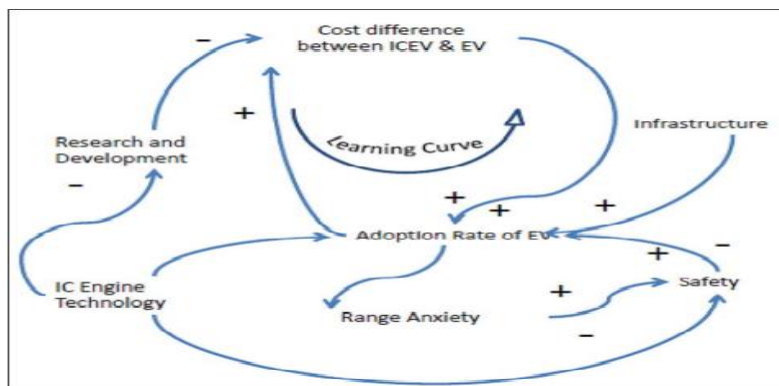 Cost difference
between ICEV & EV
−
+
Learning Curve
Infrastructure
Research and
Development
−
+
+
+
Adoption Rate of EV
+
−
IC Engine
Technology
+
Safety
Range Anxiety
−